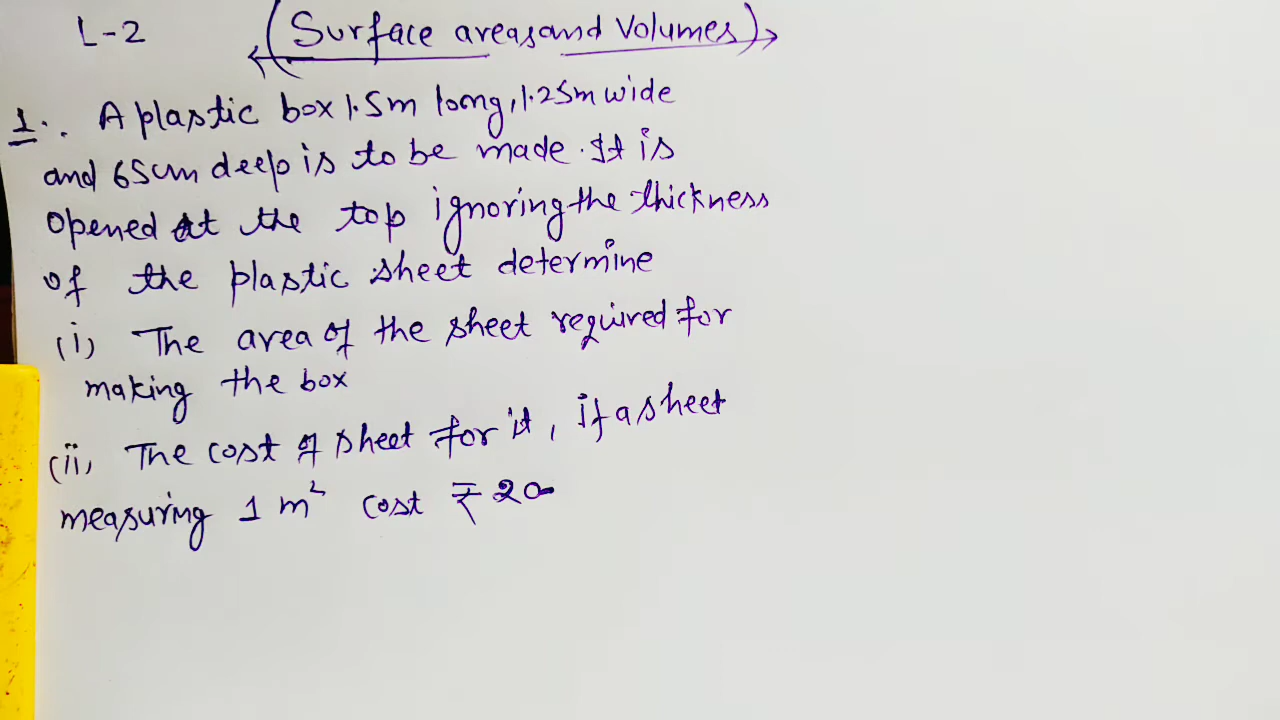 L-2 (Surface areas and Volumes)
1. A plastic box 1.5m long, 1.25m wide
and 65cm deep is to be made. It is
opened at the top ignoring the thickness
of the plastic sheet determine
(i) The area of the sheet required for
making the box
(ii) The cost of sheet for it, if a sheet
measuring 1 m² cost ₹ 20